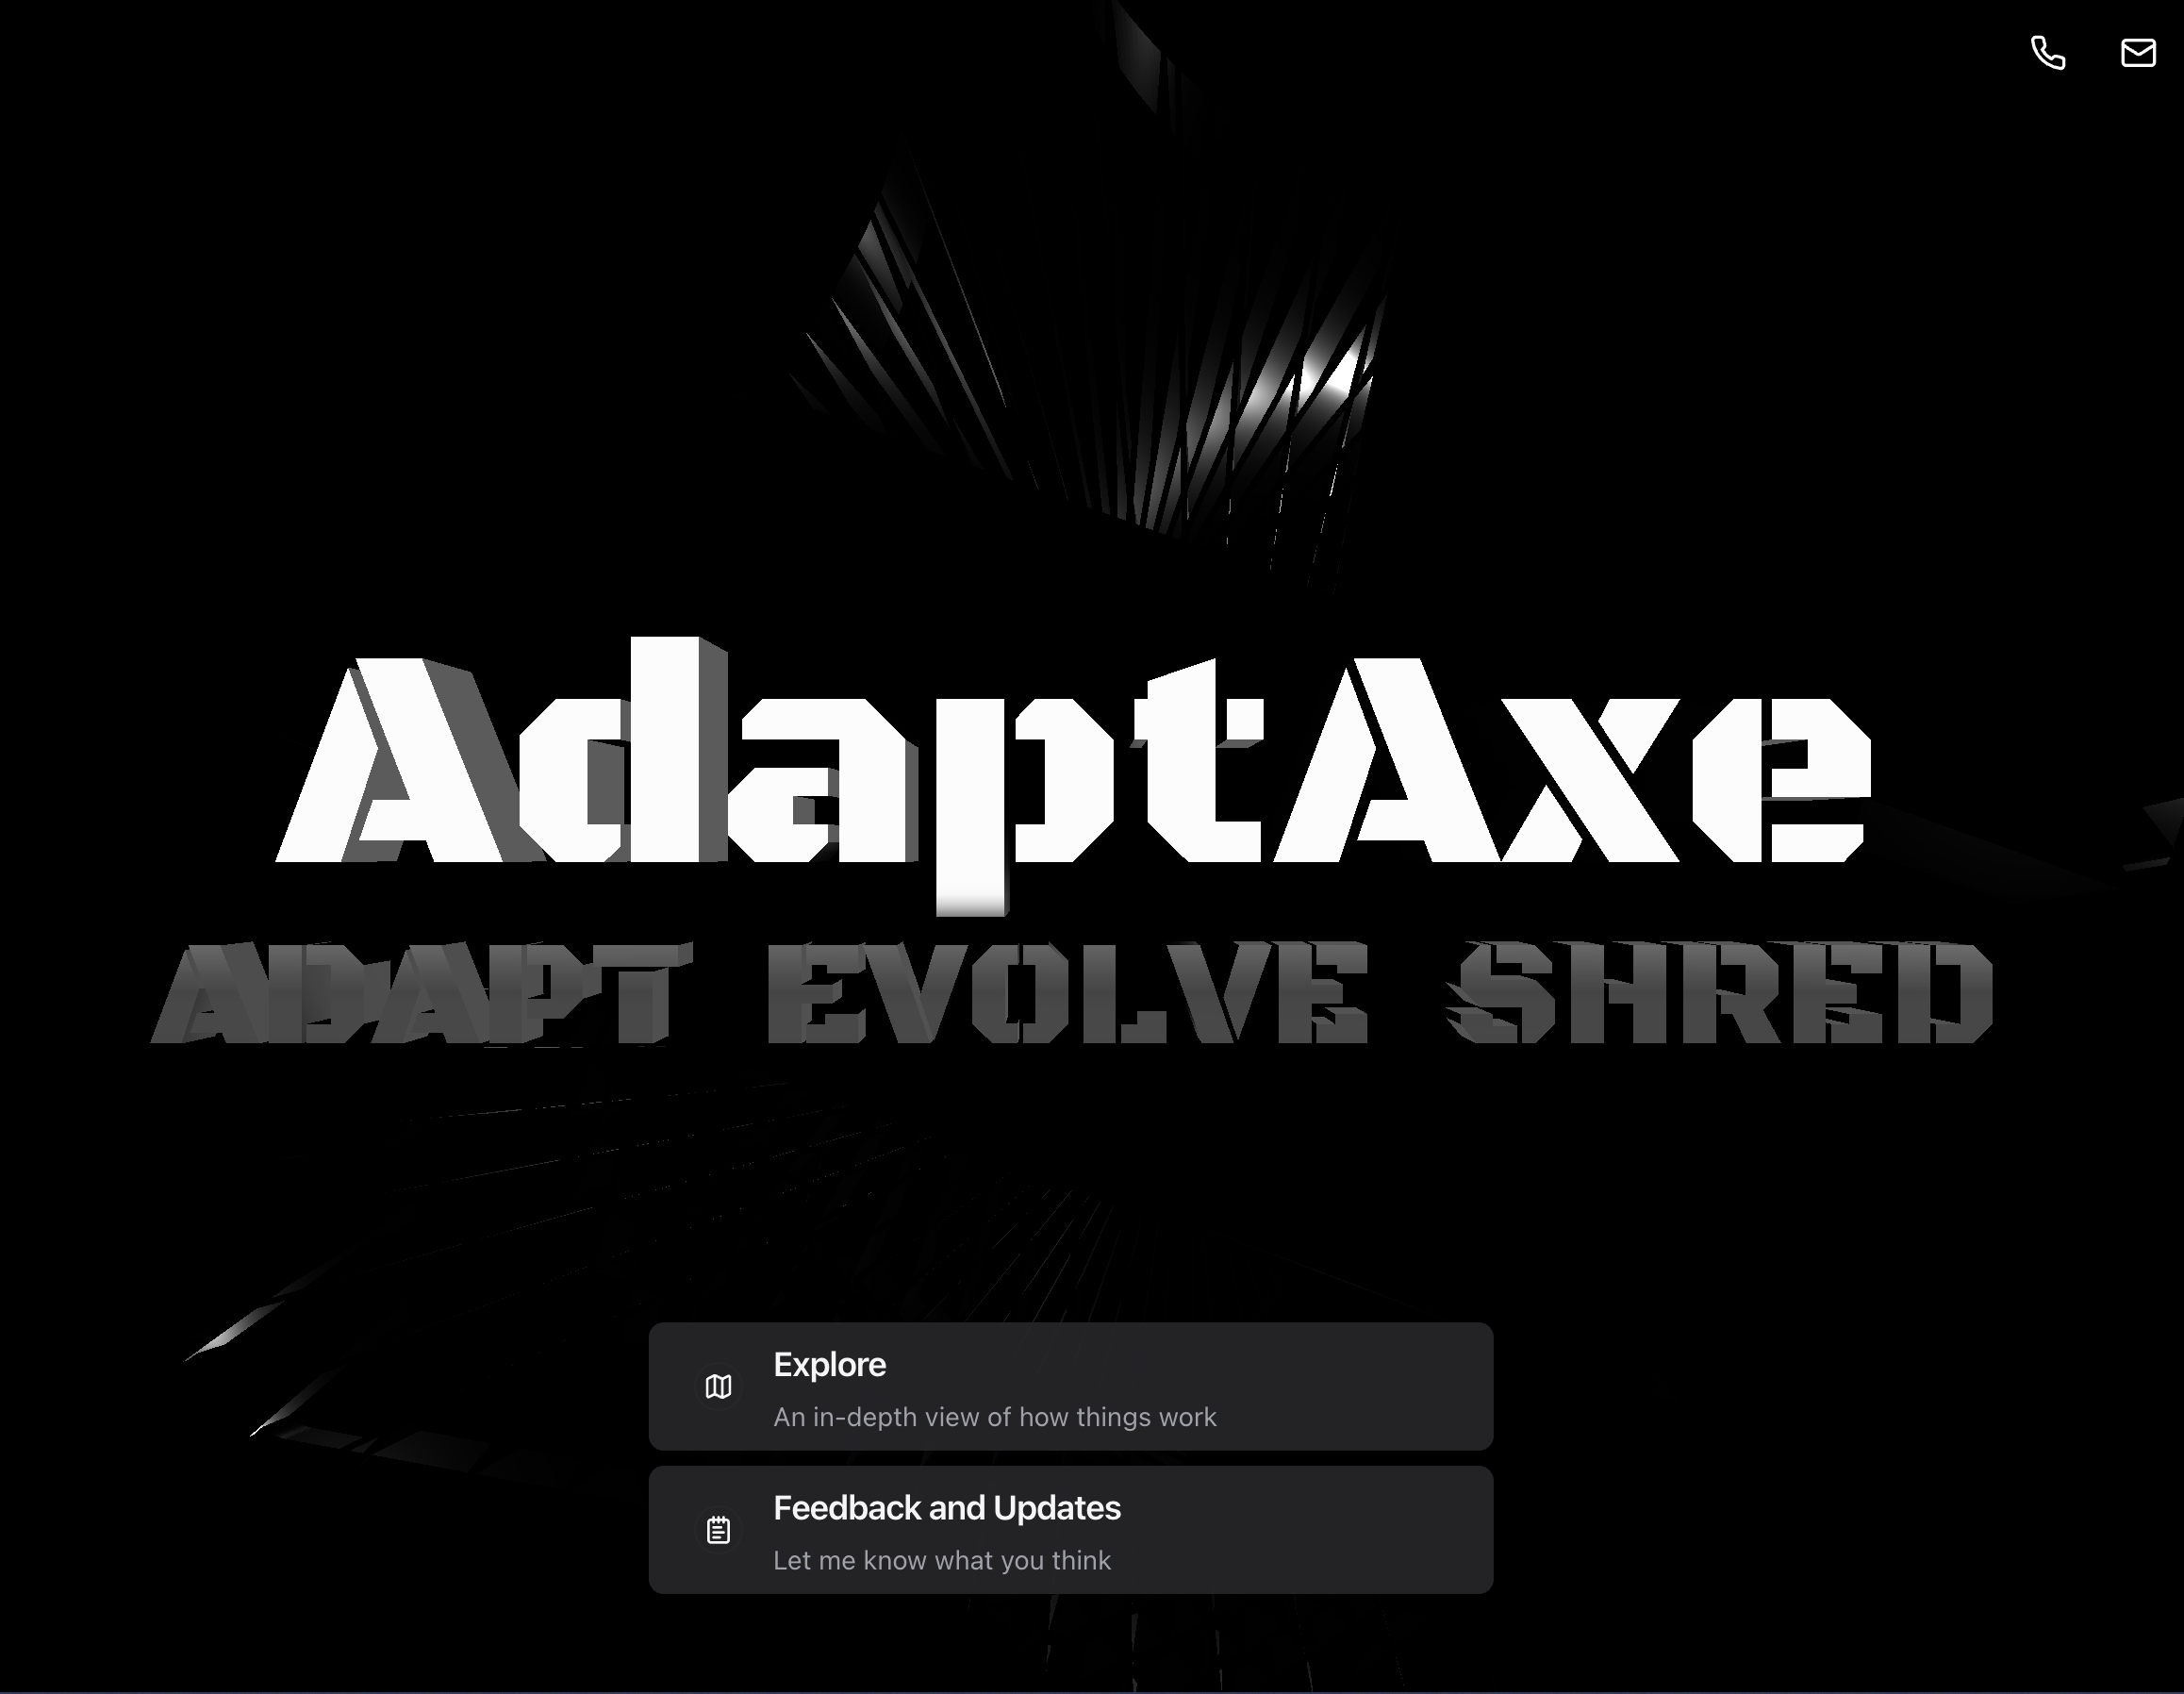 AdaptAxe
ADAPT EVOLVE SHRED
Explore
An in-depth view of how things work
Feedback and Updates
Let me know what you think